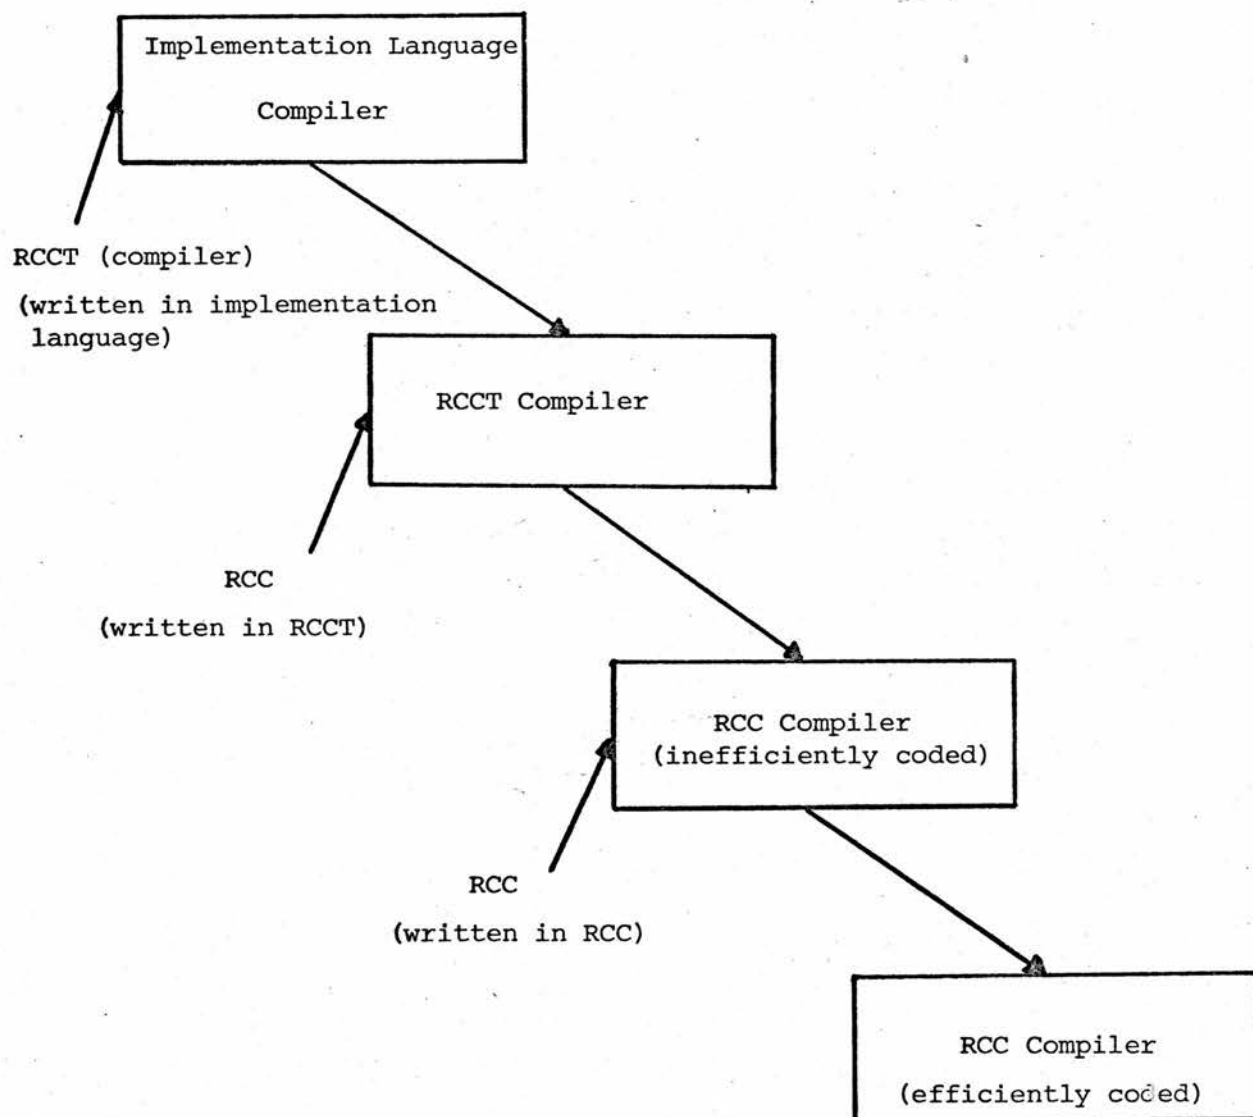 Implementation Language
Compiler
RCCT (compiler)
(written in implementation
language)
RCCT Compiler
RCC
(written in RCCT)
RCC Compiler
(inefficiently coded)
RCC
(written in RCC)
RCC Compiler
(efficiently coded)